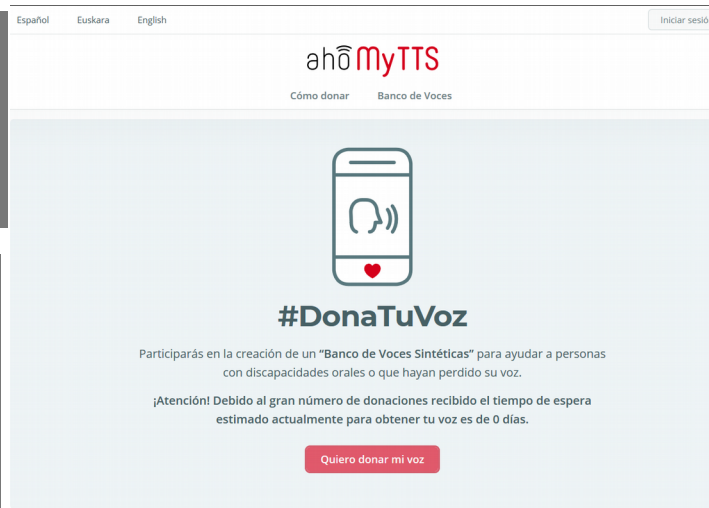 Español Euskara English Iniciar sesió
ahõ MyTTS
Cómo donar Banco de Voces
#DonaTuVoz
Participarás en la creación de un “Banco de Voces Sintéticas” para ayudar a personas
con discapacidades orales o que hayan perdido su voz.
¡Atención! Debido al gran número de donaciones recibido el tiempo de espera
estimado actualmente para obtener tu voz es de 0 días.
Quiero donar mi voz